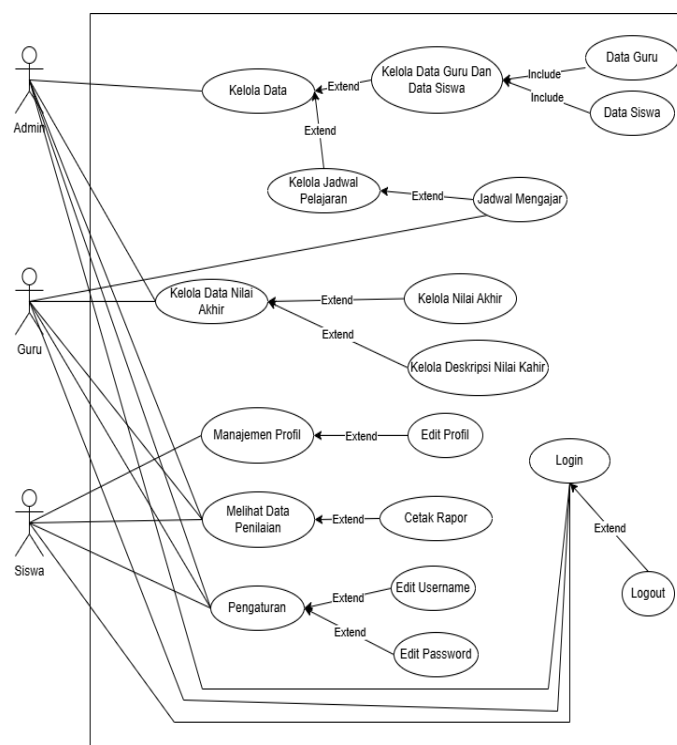 Data Guru
Kelola Data Guru Dan
Data Siswa
Include
Extend
Kelola Data
Include
Data Siswa
Admin
Extend
Kelola Jadwal
Pelajaran
Extend
Jadwal Mengajar
Kelola Data Nilai
Akhir
Extend
Kelola Nilai Akhir
Extend
Guru
Kelola Deskripsi Nilai Kahir
Manajemen Profil
Extend
Edit Profil
Login
Melihat Data
Penilaian
Extend
Cetak Rapor
Extend
Siswa
Edit Username
Extend
Pengaturan
Logout
Extend
Edit Password